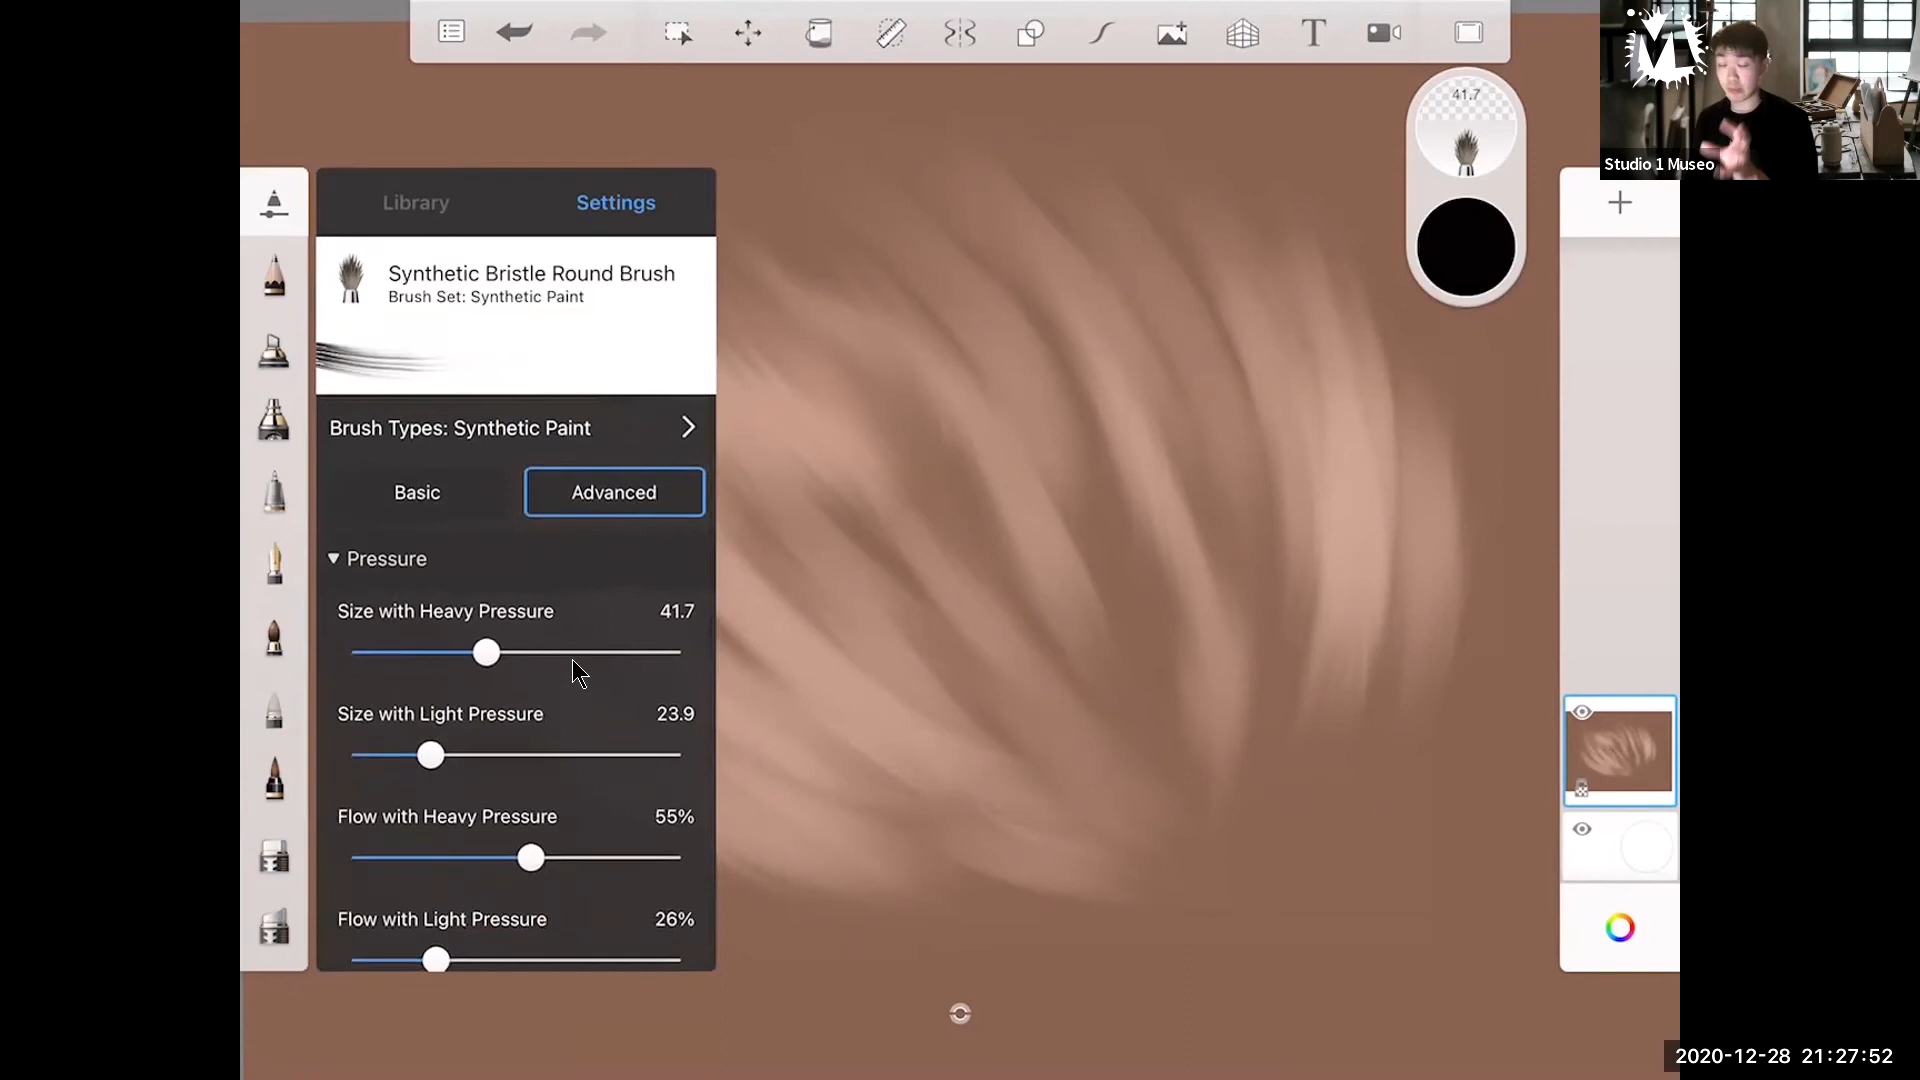 41.7
Studio 1 Museo
Library
Settings
Synthetic Bristle Round Brush
Brush Set: Synthetic Paint
Brush Types: Synthetic Paint
Basic
Advanced
Pressure
Size with Heavy Pressure
41.7
Size with Light Pressure
23.9
Flow with Heavy Pressure
55%
Flow with Light Pressure
26%
2020-12-28 21:27:52